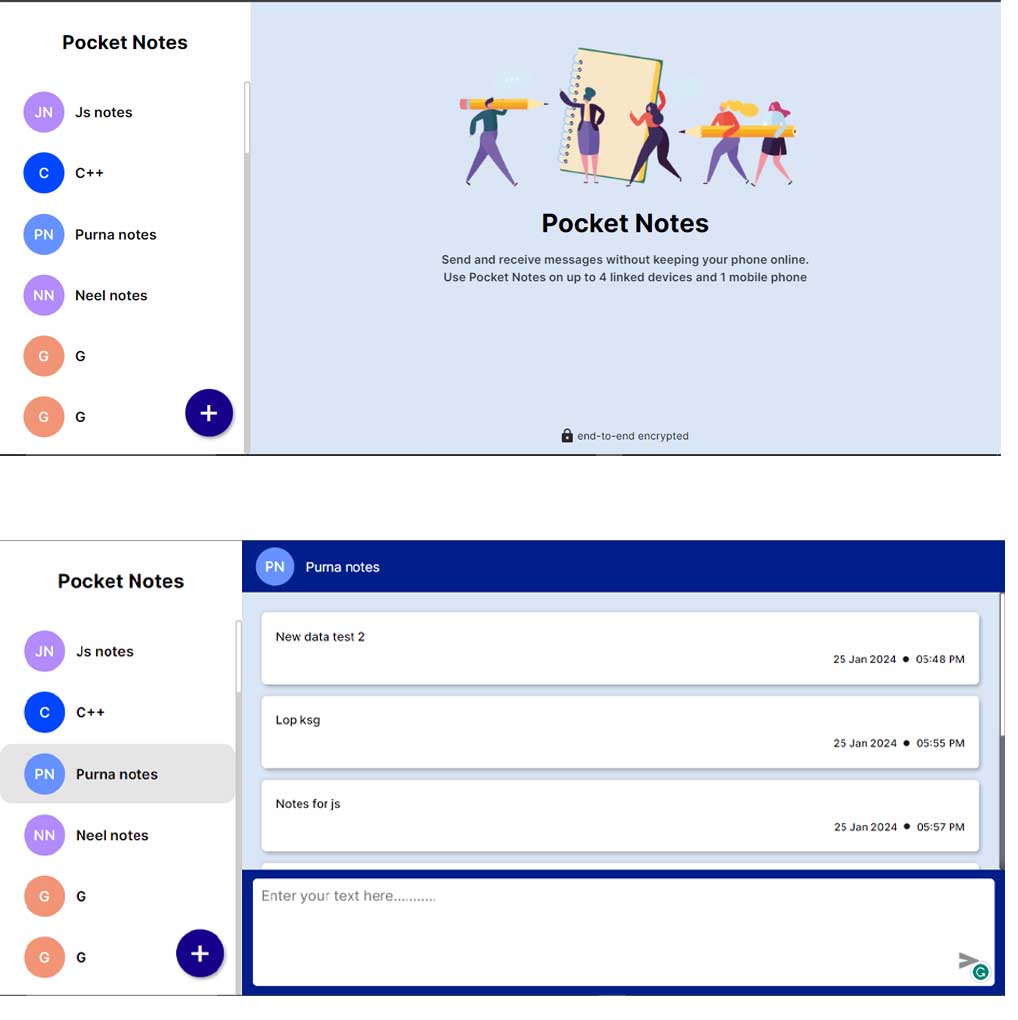 Pocket Notes
JN Js notes
C C++
PN Purna notes
NN Neel notes
G G
G G
+
Pocket Notes
Send and receive messages without keeping your phone online.
Use Pocket Notes on up to 4 linked devices and 1 mobile phone
end-to-end encrypted
Pocket Notes
JN Js notes
C C++
PN Purna notes
NN Neel notes
G G
G G
+
PN Purna notes
New data test 2
25 Jan 2024 ● 05:48 PM
Lop ksg
25 Jan 2024 ● 05:55 PM
Notes for js
25 Jan 2024 ● 05:57 PM
Enter your text here...........
G